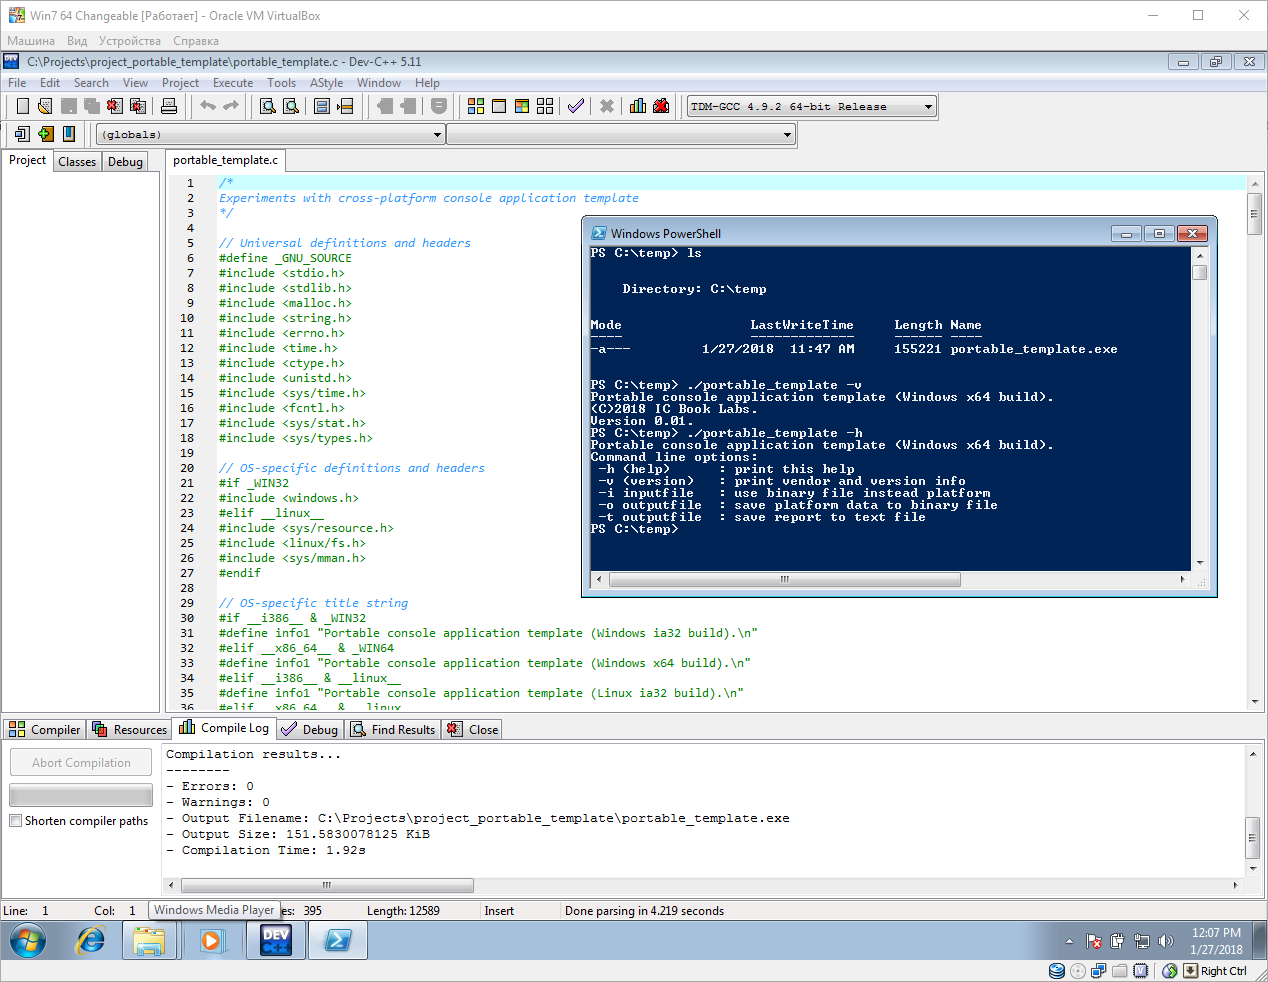 Win7 64 Changeable [Работает] - Oracle VM VirtualBox
Машина Вид Устройства Справка
C:\Projects\project_portable_template\portable_template.c - Dev-C++ 5.11
File Edit Search View Project Execute Tools AStyle Window Help
TDM-GCC 4.9.2 64-bit Release
(globals)
Project Classes Debug
portable_template.c
1 /*
2 Experiments with cross-platform console application template
3 */
4
5 // Universal definitions and headers
6 #define _GNU_SOURCE
7 #include <stdio.h>
8 #include <stdlib.h>
9 #include <malloc.h>
10 #include <string.h>
11 #include <errno.h>
12 #include <time.h>
13 #include <ctype.h>
14 #include <unistd.h>
15 #include <sys/time.h>
16 #include <fcntl.h>
17 #include <sys/stat.h>
18 #include <sys/types.h>
19
20 // OS-specific definitions and headers
21 #if _WIN32
22 #include <windows.h>
23 #elif __linux__
24 #include <sys/resource.h>
25 #include <linux/fs.h>
26 #include <sys/mman.h>
27 #endif
28
29 // OS-specific title string
30 #if __i386__ & _WIN32
31 #define info1 "Portable console application template (Windows ia32 build).\n"
32 #elif __x86_64__ & _WIN64
33 #define info1 "Portable console application template (Windows x64 build).\n"
34 #elif __i386__ & __linux__
35 #define info1 "Portable console application template (Linux ia32 build).\n"
36 #elif __x86_64__ & __linux__
Windows PowerShell
PS C:\temp> ls
Directory: C:\temp
Mode LastWriteTime Length Name
---- ------------- ------ ----
-a--- 1/27/2018 11:47 AM 155221 portable_template.exe
PS C:\temp> ./portable_template -v
Portable console application template (Windows x64 build).
(C)2018 IC Book Labs.
Version 0.01.
PS C:\temp> ./portable_template -h
Portable console application template (Windows x64 build).
Command line options:
-h (help) : print this help
-v (version) : print vendor and version info
-i inputfile : use binary file instead platform
-o outputfile : save platform data to binary file
-t outputfile : save report to text file
PS C:\temp>
Compiler Resources Compile Log Debug Find Results Close
Abort Compilation
Shorten compiler paths
Compilation results...
--------
- Errors: 0
- Warnings: 0
- Output Filename: C:\Projects\project_portable_template\portable_template.exe
- Output Size: 151.5830078125 KiB
- Compilation Time: 1.92s
Line: 1 Col: 1 Windows Media Player es: 395 Length: 12589 Insert Done parsing in 4.219 seconds
DEV C++
12:07 PM
1/27/2018
Right Ctrl